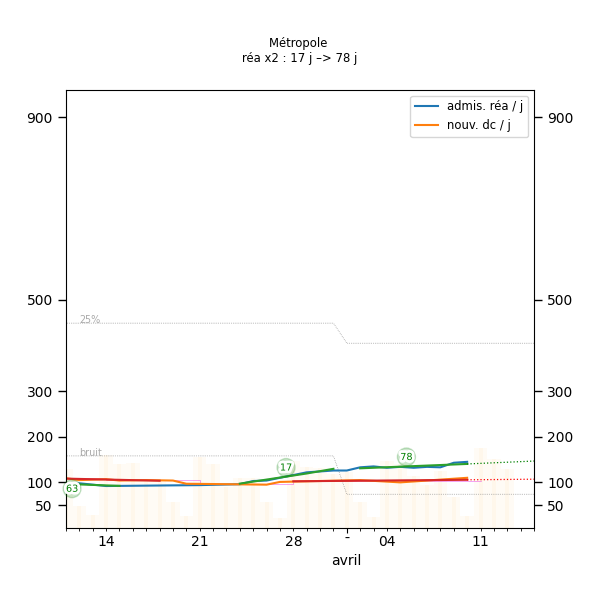 Métropole
réa x2 : 17 j –> 78 j
admis. réa / j
nouv. dc / j
900 900
500 500
25%
300 300
200 200
bruit
17
78
63
100 100
50 50
14 21 28 - 04 11
avril